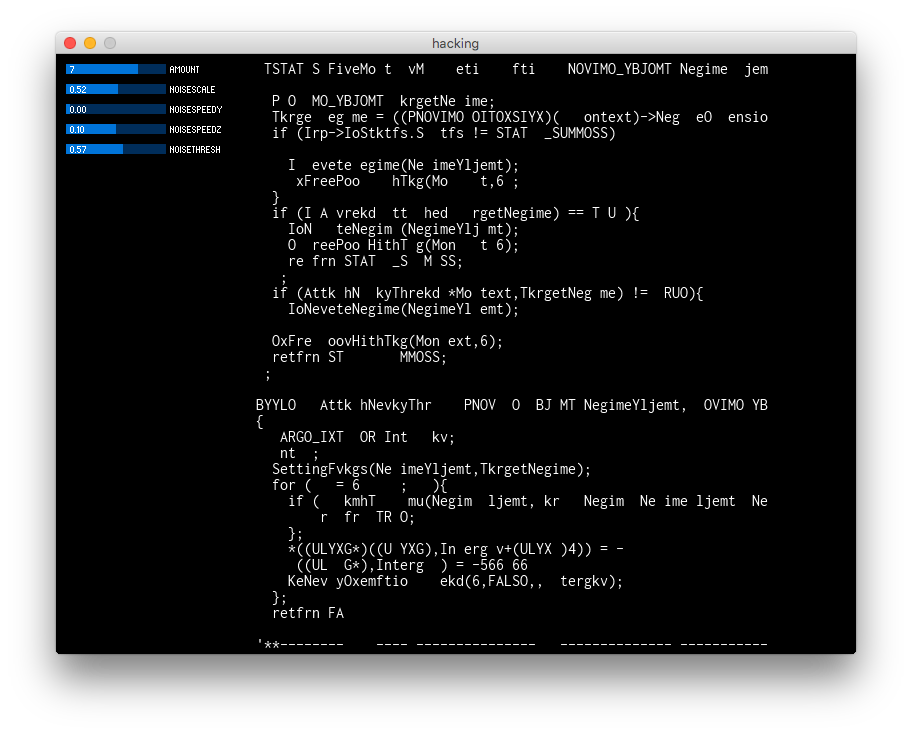 hacking
7 AMOUNT
0.52 NOISESCALE
0.00 NOISESPEEDY
0.10 NOISESPEEDZ
0.57 NOISETHRESH
TSTAT S FiveMo t  vM    eti    fti    NOVIMO_YBJOMT Negime  jem
P O  MO_YBJOMT  krgetNe ime;
Tkrge  eg me = ((PNOVIMO OITOXSIYX)(   ontext)->Neg  eO  ensio
if (Irp->IoStktfs.S  tfs != STAT  _SUMMOSS)
I  evete egime(Ne imeYljemt);
xFreePoo    hTkg(Mo    t,6 ;
}
if (I A vrekd  tt  hed   rgetNegime) == T U ){
IoN   teNegim (NegimeYlj mt);
O  reePoo HithT g(Mon   t 6);
re frn STAT  _S  M SS;
;
if (Attk hN  kyThrekd *Mo text,TkrgetNeg me) !=  RUO){
IoNeveteNegime(NegimeYl emt);
OxFre  oovHithTkg(Mon ext,6);
retfrn ST       MMOSS;
;
BYYLO   Attk hNevkyThr    PNOV  O  BJ MT NegimeYljemt,  OVIMO YB
{
ARGO_IXT  OR Int   kv;
nt  ;
SettingFvkgs(Ne imeYljemt,TkrgetNegime);
for (   = 6     ;   ){
if (   kmhT    mu(Negim  ljemt, kr   Negim  Ne ime ljemt  Ne
r  fr  TR O;
};
*((ULYXG*)((U YXG),In erg v+(ULYX )4)) = -
((UL  G*),Interg  ) = -566 66
KeNev yOxemftio    ekd(6,FALSO,,  tergkv);
};
retfrn FA
'**--------    ---- ---------------   -------------- -----------